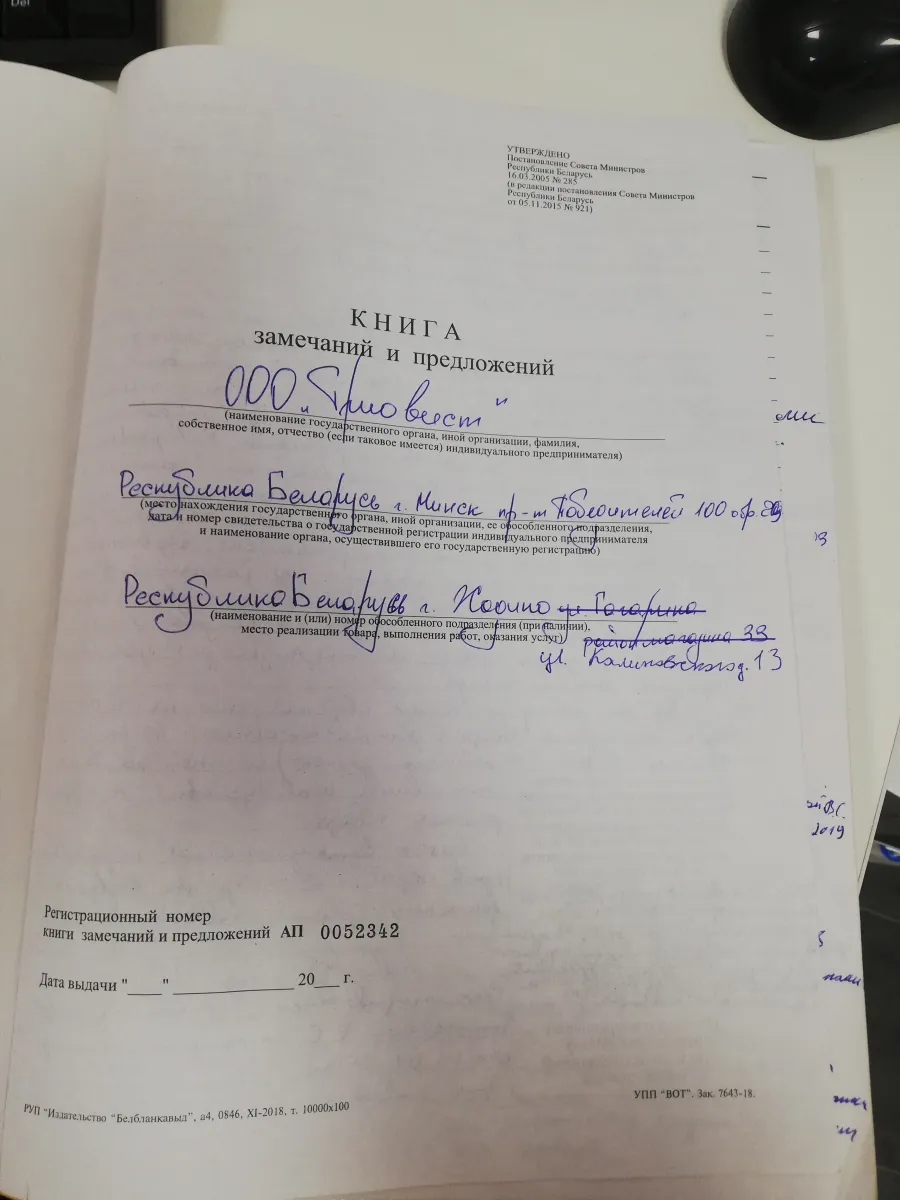 Del
УТВЕРЖДЕНО
Постановление Совета Министров
Республики Беларусь
16.03.2005 № 285
(в редакции постановления Совета Министров
Республики Беларусь
от 05.11.2015 № 921)
КНИГА
замечаний и предложений
ООО "Триовист"
(наименование государственного органа, иной организации, фамилия,
собственное имя, отчество (если таковое имеется) индивидуального предпринимателя)
Республика Беларусь г. Минск пр-т Победителей 100 оф.
(место нахождения государственного органа, иной организации, ее обособленного подразделения,
дата и номер свидетельства о государственной регистрации индивидуального предпринимателя
и наименование органа, осуществившего его государственную регистрацию)
Республика Беларусь г. Жодино ул Гагарина
(наименование и (или) номер обособленного подразделения (при наличии),
место реализации товара, выполнения работ, оказания услуг)
33
ул. Калиновского д. 13
2019
Регистрационный номер
книги замечаний и предложений АП 0052342
Дата выдачи "___" ____________ 20___ г.
РУП "Издательство "Белбланкавыд", а4, 0846, XI-2018, т. 10000х100
УПП "ВОТ". Зак. 7643-18.